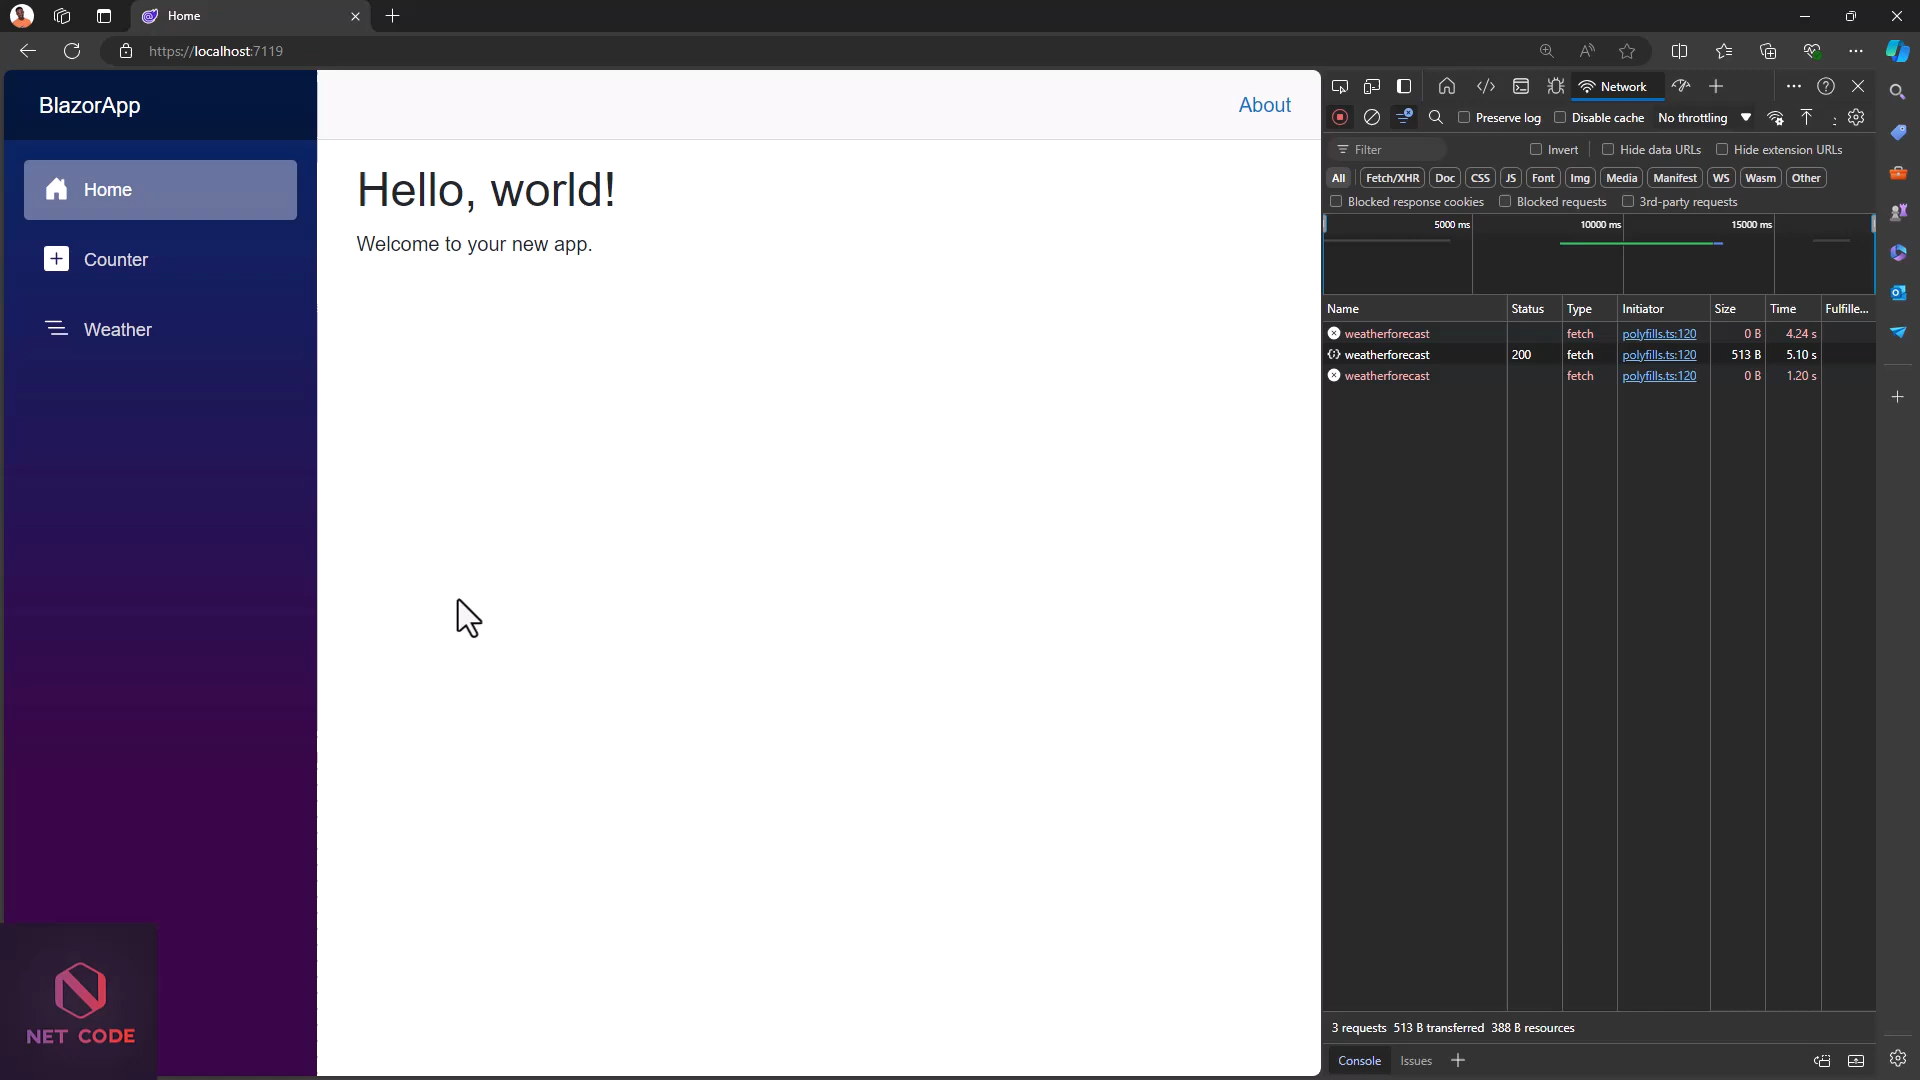 Home
https://localhost:7119
BlazorApp
About
Home
Counter
Weather
Hello, world!
Welcome to your new app.
NET CODE
Network
Preserve log
Disable cache
No throttling
Filter
Invert
Hide data URLs
Hide extension URLs
All
Fetch/XHR
Doc
CSS
JS
Font
Img
Media
Manifest
WS
Wasm
Other
Blocked response cookies
Blocked requests
3rd-party requests
5000 ms
10000 ms
15000 ms
Name Status Type Initiator Size Time Fulfille...
weatherforecast fetch polyfills.ts:120 0 B 4.24 s
weatherforecast 200 fetch polyfills.ts:120 513 B 5.10 s
weatherforecast fetch polyfills.ts:120 0 B 1.20 s
3 requests 513 B transferred 388 B resources
Console
Issues